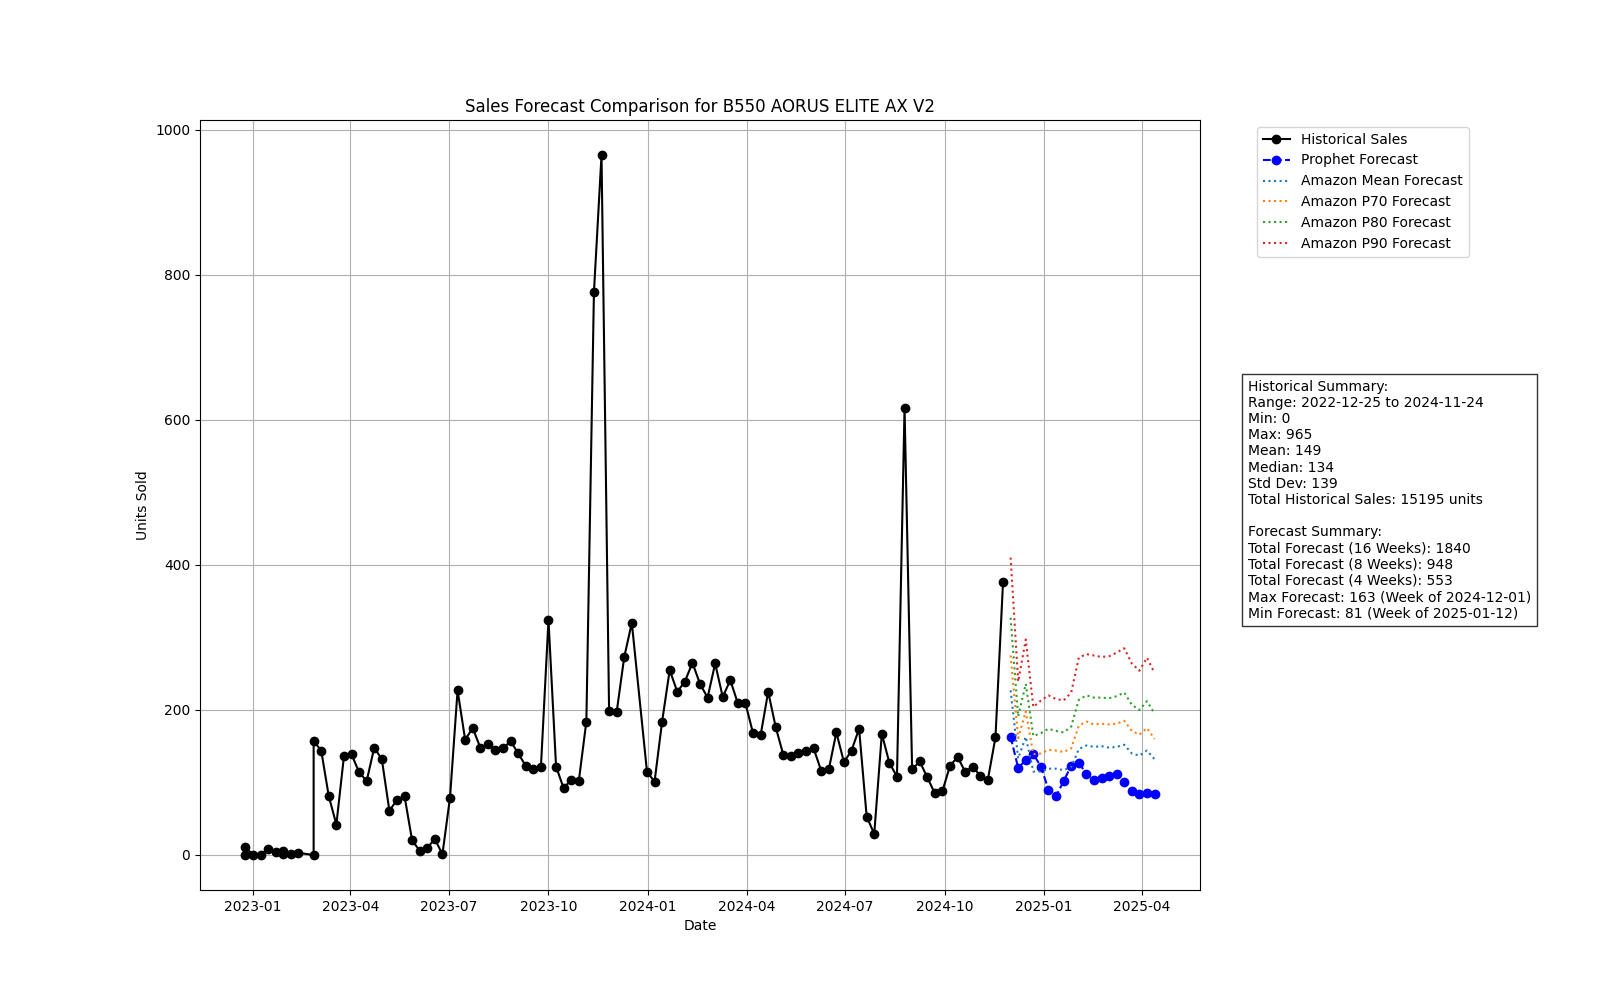 Sales Forecast Comparison for B550 AORUS ELITE AX V2
1000
800
600
400
200
0
Units Sold
2023-01
2023-04
2023-07
2023-10
2024-01
2024-04
2024-07
2024-10
2025-01
2025-04
Date
Historical Sales
Prophet Forecast
Amazon Mean Forecast
Amazon P70 Forecast
Amazon P80 Forecast
Amazon P90 Forecast
Historical Summary:
Range: 2022-12-25 to 2024-11-24
Min: 0
Max: 965
Mean: 149
Median: 134
Std Dev: 139
Total Historical Sales: 15195 units
Forecast Summary:
Total Forecast (16 Weeks): 1840
Total Forecast (8 Weeks): 948
Total Forecast (4 Weeks): 553
Max Forecast: 163 (Week of 2024-12-01)
Min Forecast: 81 (Week of 2025-01-12)